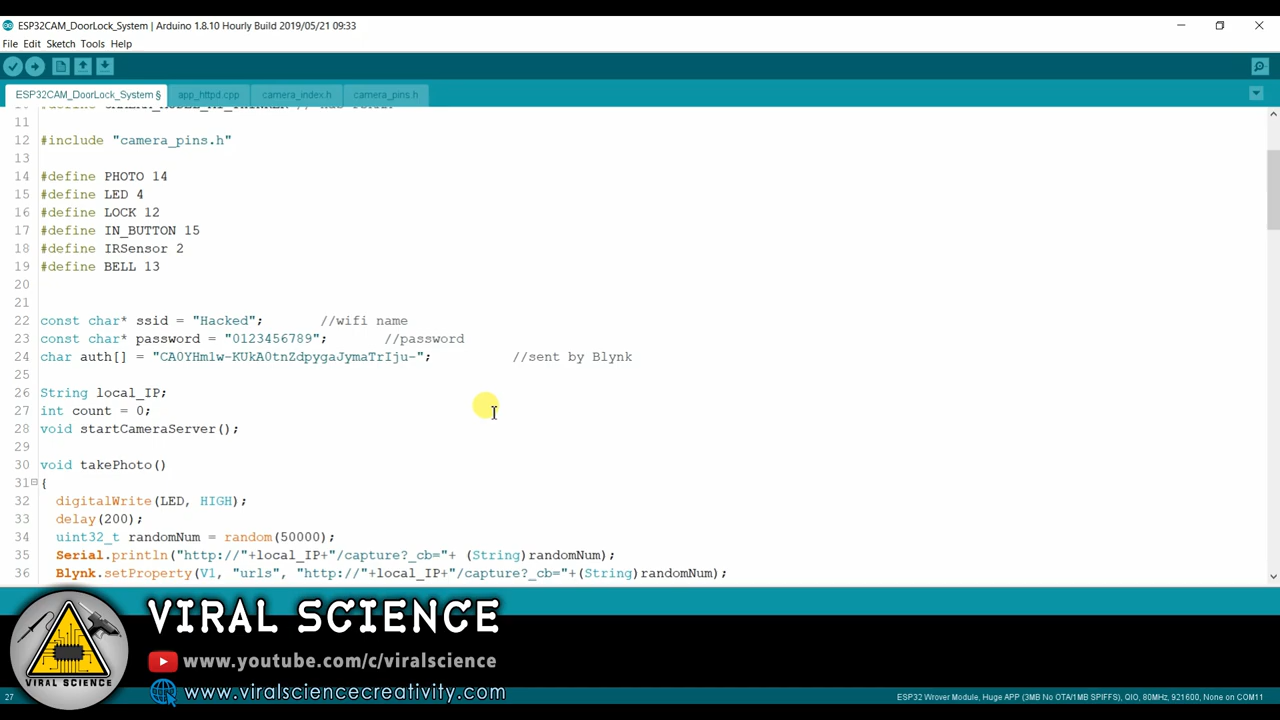 ESP32CAM_DoorLock_System | Arduino 1.8.10 Hourly Build 2019/05/21 09:33
File Edit Sketch Tools Help
ESP32CAM_DoorLock_System § app_httpd.cpp camera_index.h camera_pins.h
11
12 #include "camera_pins.h"
13
14 #define PHOTO 14
15 #define LED 4
16 #define LOCK 12
17 #define IN_BUTTON 15
18 #define IRSensor 2
19 #define BELL 13
20
21
22 const char* ssid = "Hacked"; //wifi name
23 const char* password = "0123456789"; //password
24 char auth[] = "CA0YHmlw-KUkA0tnZdpygaJymaTrIju-"; //sent by Blynk
25
26 String local_IP;
27 int count = 0;
28 void startCameraServer();
29
30 void takePhoto()
31 {
32 digitalWrite(LED, HIGH);
33 delay(200);
34 uint32_t randomNum = random(50000);
35 Serial.println("http://"+local_IP+"/capture?_cb="+ (String)randomNum);
36 Blynk.setProperty(V1, "urls", "http://"+local_IP+"/capture?_cb="+(String)randomNum);
VIRAL SCIENCE
www.youtube.com/c/viralscience
VIRAL SCIENCE
www.viralsciencecreativity.com
27 ESP32 Wrover Module, Huge APP (3MB No OTA/1MB SPIFFS), QIO, 80MHz, 921600, None on COM11